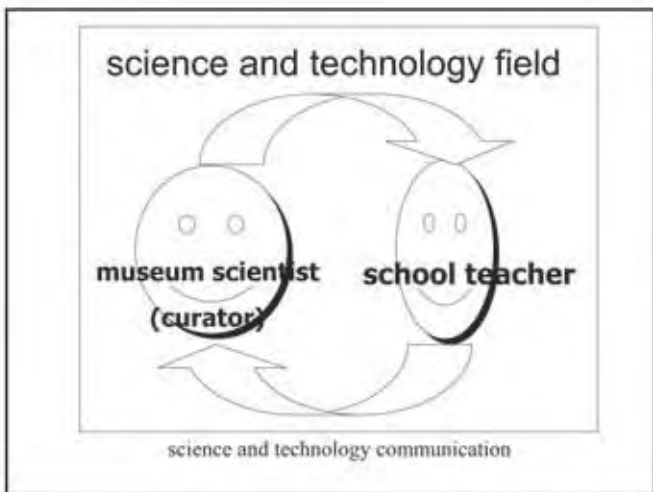 science and technology field
museum scientist
(curator)
school teacher
science and technology communication